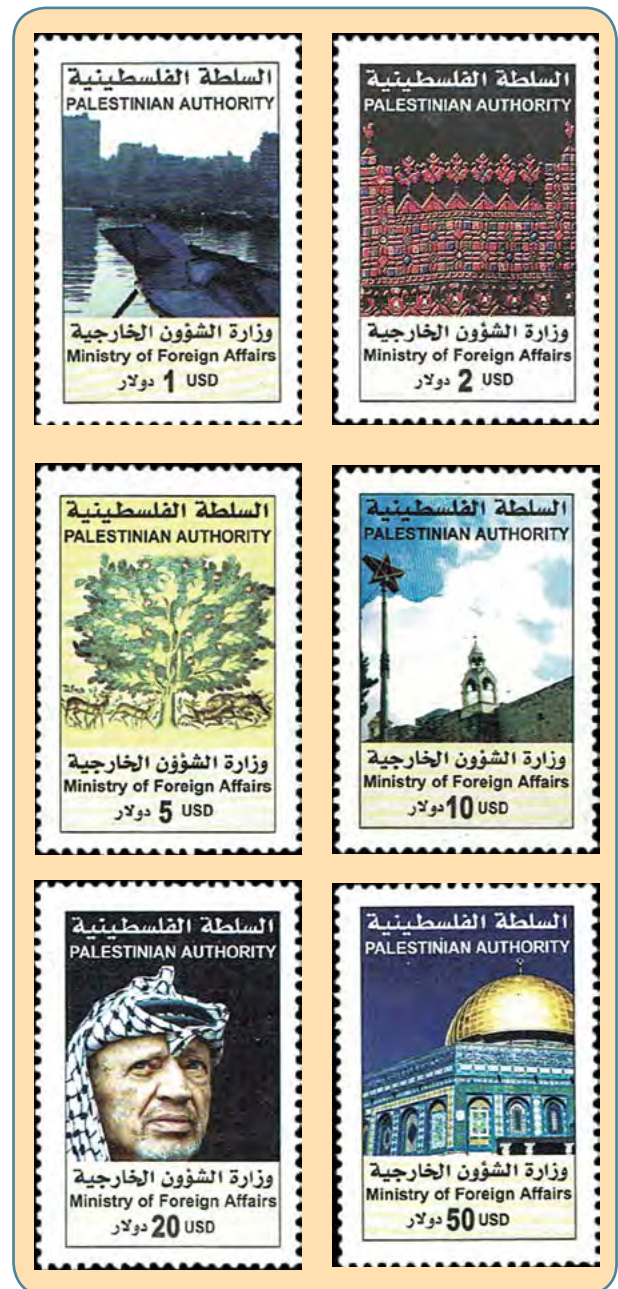 السلطة الفلسطينية
PALESTINIAN AUTHORITY
وزارة الشؤون الخارجية
Ministry of Foreign Affairs
دولار 1 USD
السلطة الفلسطينية
PALESTINIAN AUTHORITY
وزارة الشؤون الخارجية
Ministry of Foreign Affairs
دولار 2 USD
السلطة الفلسطينية
PALESTINIAN AUTHORITY
وزارة الشؤون الخارجية
Ministry of Foreign Affairs
دولار 5 USD
السلطة الفلسطينية
PALESTINIAN AUTHORITY
وزارة الشؤون الخارجية
Ministry of Foreign Affairs
دولار 10 USD
السلطة الفلسطينية
PALESTINIAN AUTHORITY
وزارة الشؤون الخارجية
Ministry of Foreign Affairs
دولار 20 USD
السلطة الفلسطينية
PALESTINIAN AUTHORITY
وزارة الشؤون الخارجية
Ministry of Foreign Affairs
دولار 50 USD